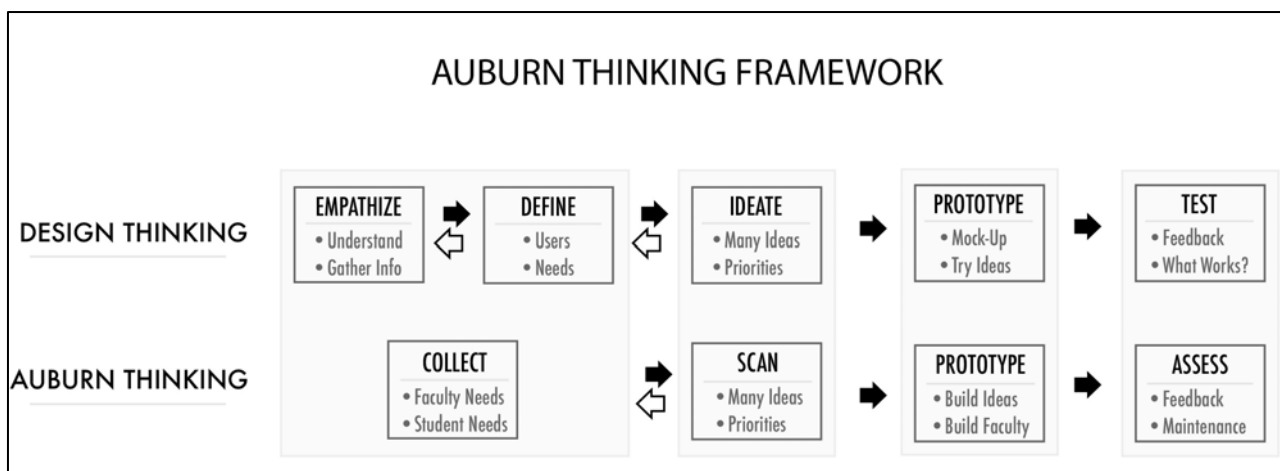 AUBURN THINKING FRAMEWORK
DESIGN THINKING
EMPATHIZE
• Understand
• Gather Info
DEFINE
• Users
• Needs
IDEATE
• Many Ideas
• Priorities
PROTOTYPE
• Mock-Up
• Try Ideas
TEST
• Feedback
• What Works?
AUBURN THINKING
COLLECT
• Faculty Needs
• Student Needs
SCAN
• Many Ideas
• Priorities
PROTOTYPE
• Build Ideas
• Build Faculty
ASSESS
• Feedback
• Maintenance